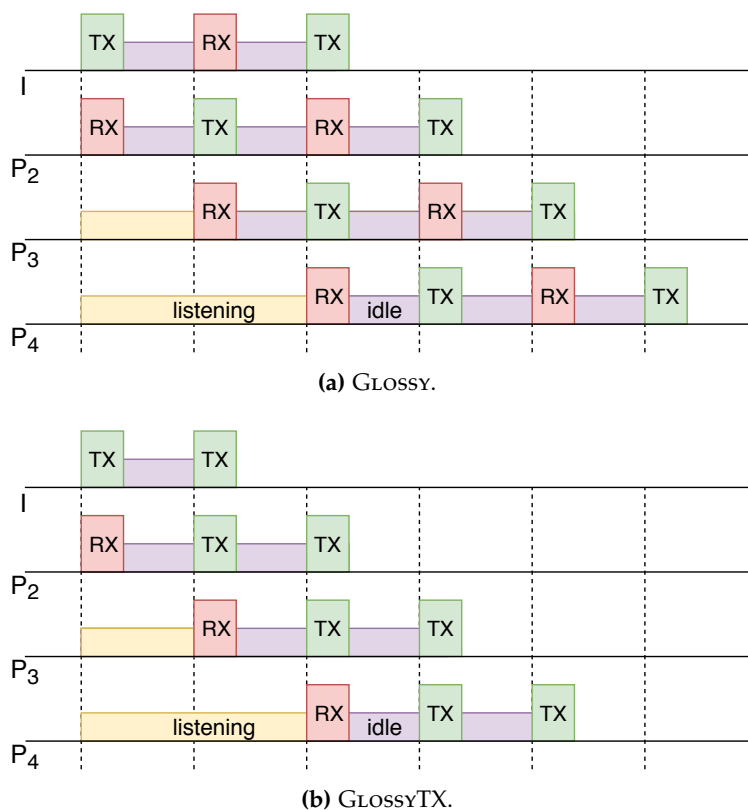 TX RX TX
I
RX TX RX TX
P2
RX TX RX TX
P3
listening RX idle TX RX TX
P4
(a) GLOSSY.
TX TX
I
RX TX TX
P2
RX TX TX
P3
listening RX idle TX TX
P4
(b) GLOSSYTX.